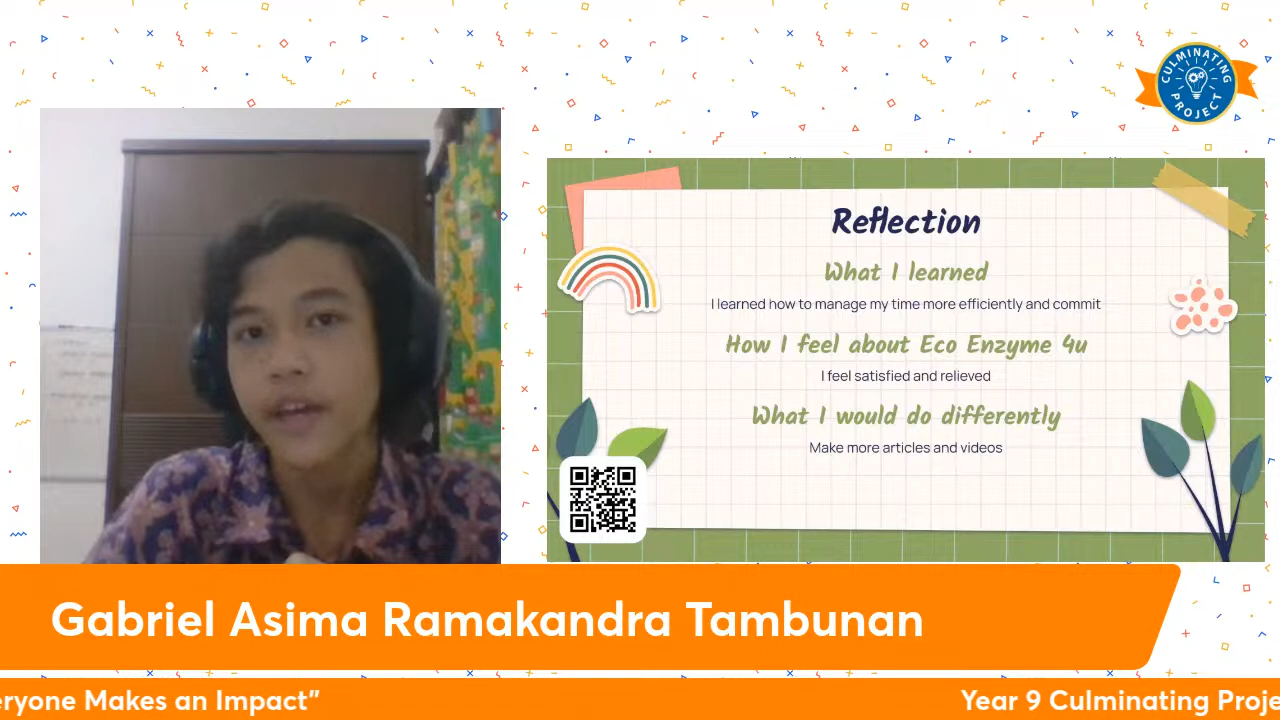 CULMINATING
PROJECT
Reflection
What I learned
I learned how to manage my time more efficiently and commit
How I feel about Eco Enzyme 4u
I feel satisfied and relieved
What I would do differently
Make more articles and videos
Gabriel Asima Ramakandra Tambunan
eryone Makes an Impact”
Year 9 Culminating Proje